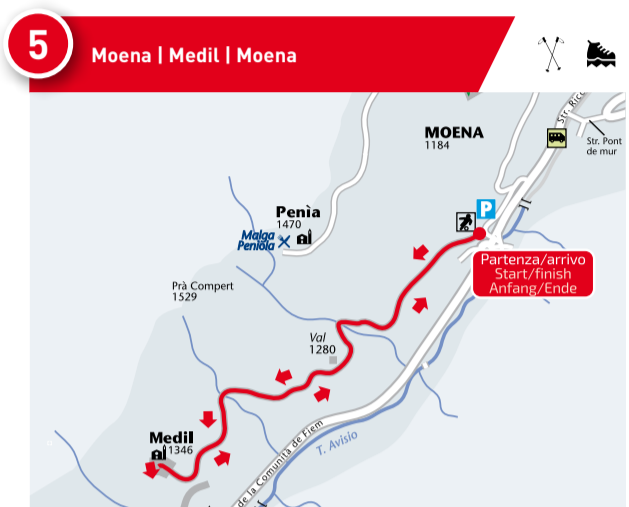 5
Moena | Medil | Moena
MOENA
1184
Str. Ricc
Str. Pont
de mur
P
Penìa
1470
Malga
Peniola
Partenza/arrivo
Start/finish
Anfang/Ende
Prà Compert
1529
Val
1280
Medil
1346
T. Avisio
de la Comunità de Fiem